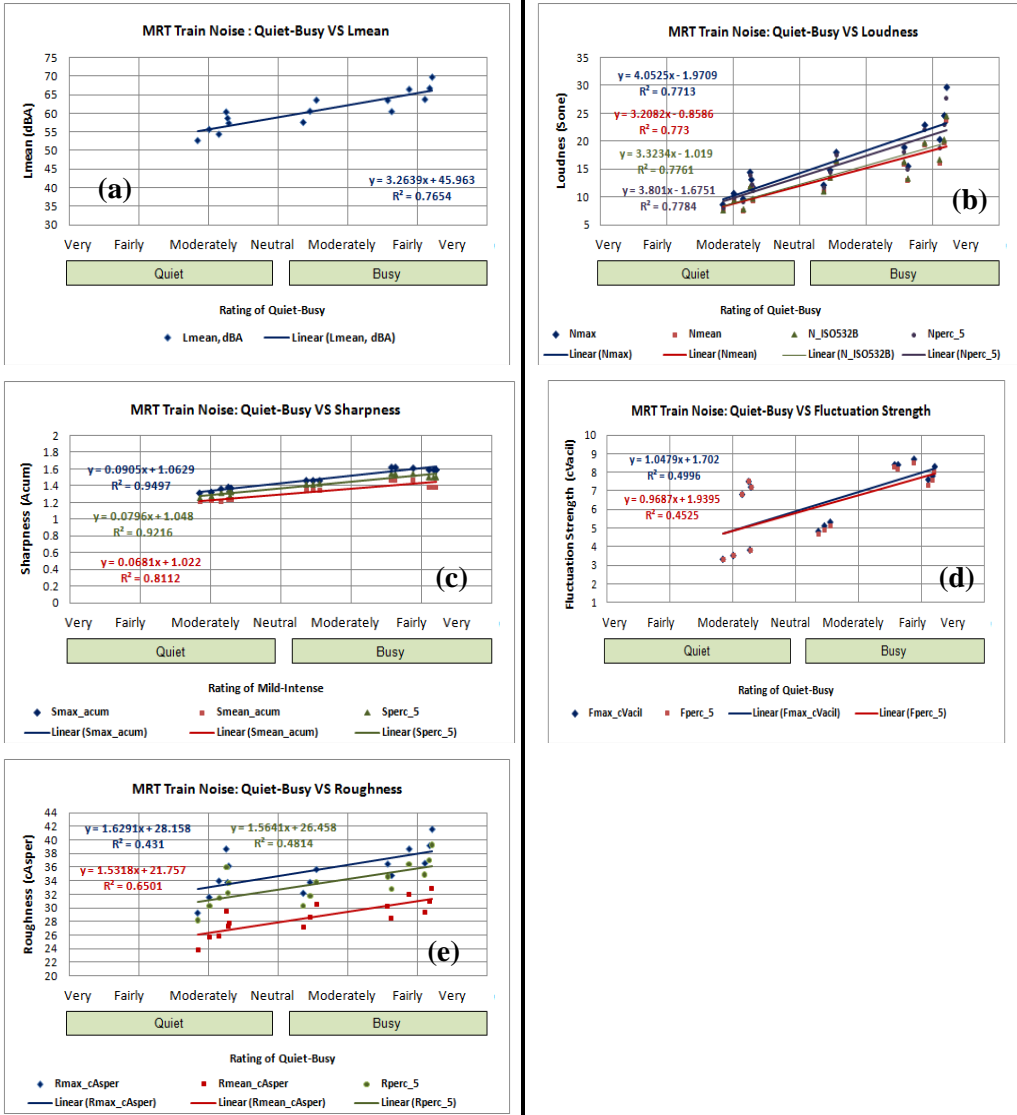 MRT Train Noise : Quiet-Busy VS Lmean
Lmean (dBA)
75
70
65
60
55
50
45
40
35
30
(a)
y = 3.2639x + 45.963
R² = 0.7654
Very Fairly Moderately Neutral Moderately Fairly Very
Quiet Busy
Rating of Quiet-Busy
Lmean, dBA Linear (Lmean, dBA)
MRT Train Noise: Quiet-Busy VS Loudness
Loudnes (Sone)
35
30
25
20
15
10
5
y = 4.0525x - 1.9709
R² = 0.7713
y = 3.2082x - 0.8586
R² = 0.773
y = 3.3234x - 1.019
R² = 0.7761
y = 3.801x - 1.6751
R² = 0.7784
(b)
Very Fairly Moderately Neutral Moderately Fairly Very
Quiet Busy
Rating of Quiet-Busy
Nmax Nmean N_ISO532B Nperc_5
Linear (Nmax) Linear (Nmean) Linear (N_ISO532B) Linear (Nperc_5)
MRT Train Noise: Quiet-Busy VS Sharpness
Sharpness (Acum)
2
1.8
1.6
1.4
1.2
1
0.8
0.6
0.4
0.2
0
y = 0.0905x + 1.0629
R² = 0.9497
y = 0.0796x + 1.048
R² = 0.9216
y = 0.0681x + 1.022
R² = 0.8112
(c)
Very Fairly Moderately Neutral Moderately Fairly Very
Quiet Busy
Rating of Mild-Intense
Smax_acum Smean_acum Sperc_5
Linear (Smax_acum) Linear (Smean_acum) Linear (Sperc_5)
MRT Train Noise: Quiet-Busy VS Fluctuation Strength
Fluctuation Strength (cVacil)
10
9
8
7
6
5
4
3
2
1
y = 1.0479x + 1.702
R² = 0.4996
y = 0.9687x + 1.9395
R² = 0.4525
(d)
Very Fairly Moderately Neutral Moderately Fairly Very
Quiet Busy
Rating of Quiet-Busy
Fmax_cVacil Fperc_5 Linear (Fmax_cVacil) Linear (Fperc_5)
MRT Train Noise: Quiet-Busy VS Roughness
Roughness (cAsper)
44
42
40
38
36
34
32
30
28
26
24
22
20
y = 1.6291x + 28.158
R² = 0.431
y = 1.5641x + 26.458
R² = 0.4814
y = 1.5318x + 21.757
R² = 0.6501
(e)
Very Fairly Moderately Neutral Moderately Fairly Very
Quiet Busy
Rating of Quiet-Busy
Rmax_cAsper Rmean_cAsper Rperc_5
Linear (Rmax_cAsper) Linear (Rmean_cAsper) Linear (Rperc_5)